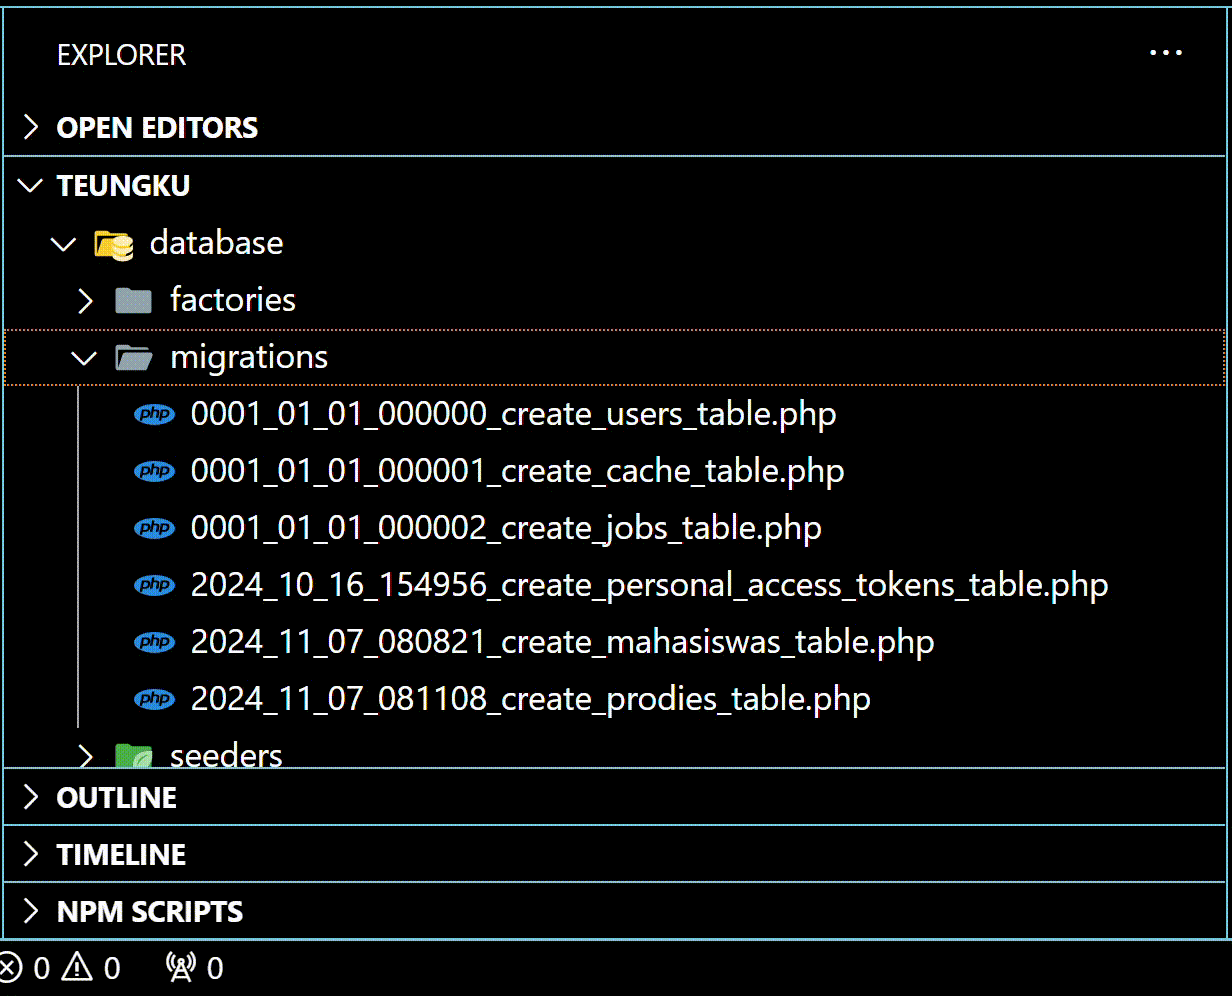 EXPLORER
OPEN EDITORS
TEUNGKU
database
factories
migrations
php 0001_01_01_000000_create_users_table.php
php 0001_01_01_000001_create_cache_table.php
php 0001_01_01_000002_create_jobs_table.php
php 2024_10_16_154956_create_personal_access_tokens_table.php
php 2024_11_07_080821_create_mahasiswas_table.php
php 2024_11_07_081108_create_prodies_table.php
seeders
OUTLINE
TIMELINE
NPM SCRIPTS
0 0 0